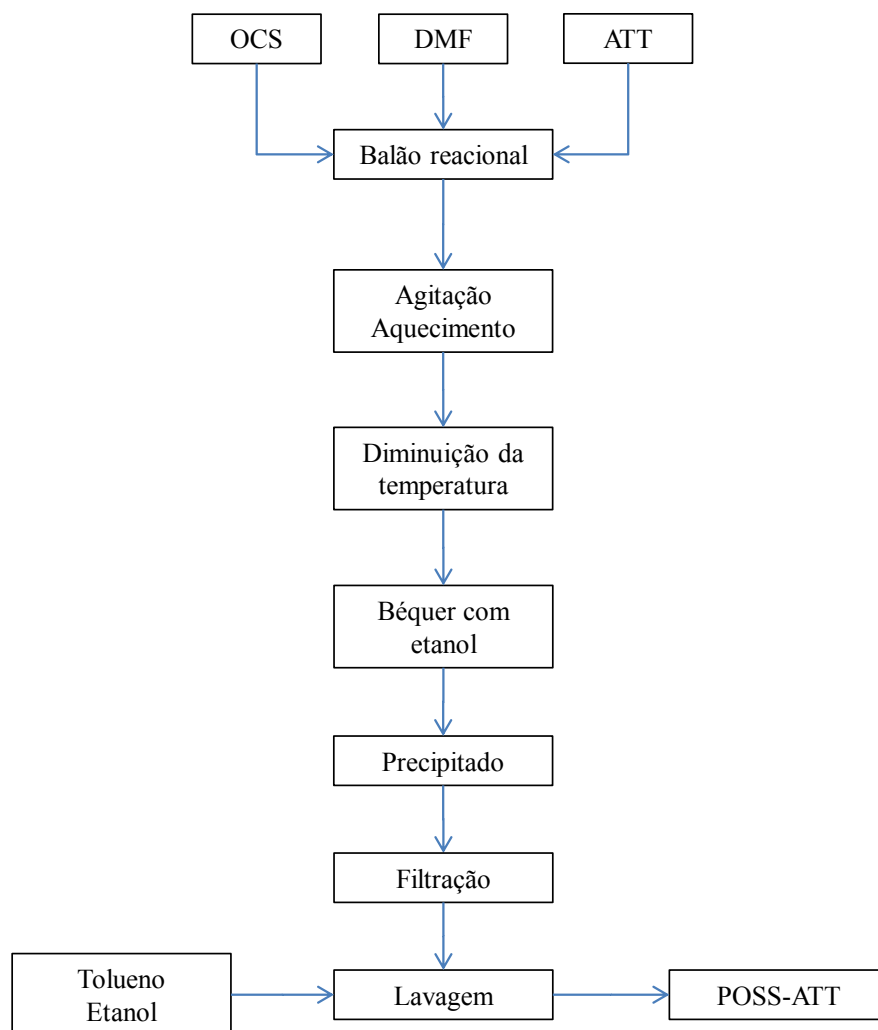 OCS
DMF
ATT
Balão reacional
Agitação
Aquecimento
Diminuição da
temperatura
Béquer com
etanol
Precipitado
Filtração
Tolueno
Etanol
Lavagem
POSS-ATT